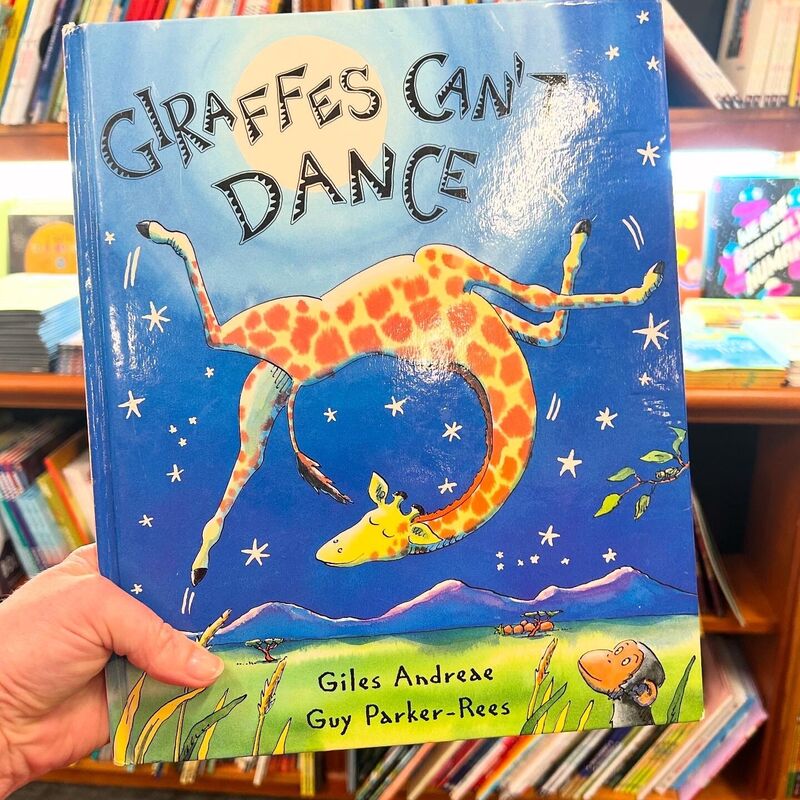 GIRAFFES CAN'T
DANCE
Giles Andreae
Guy Parker-Rees